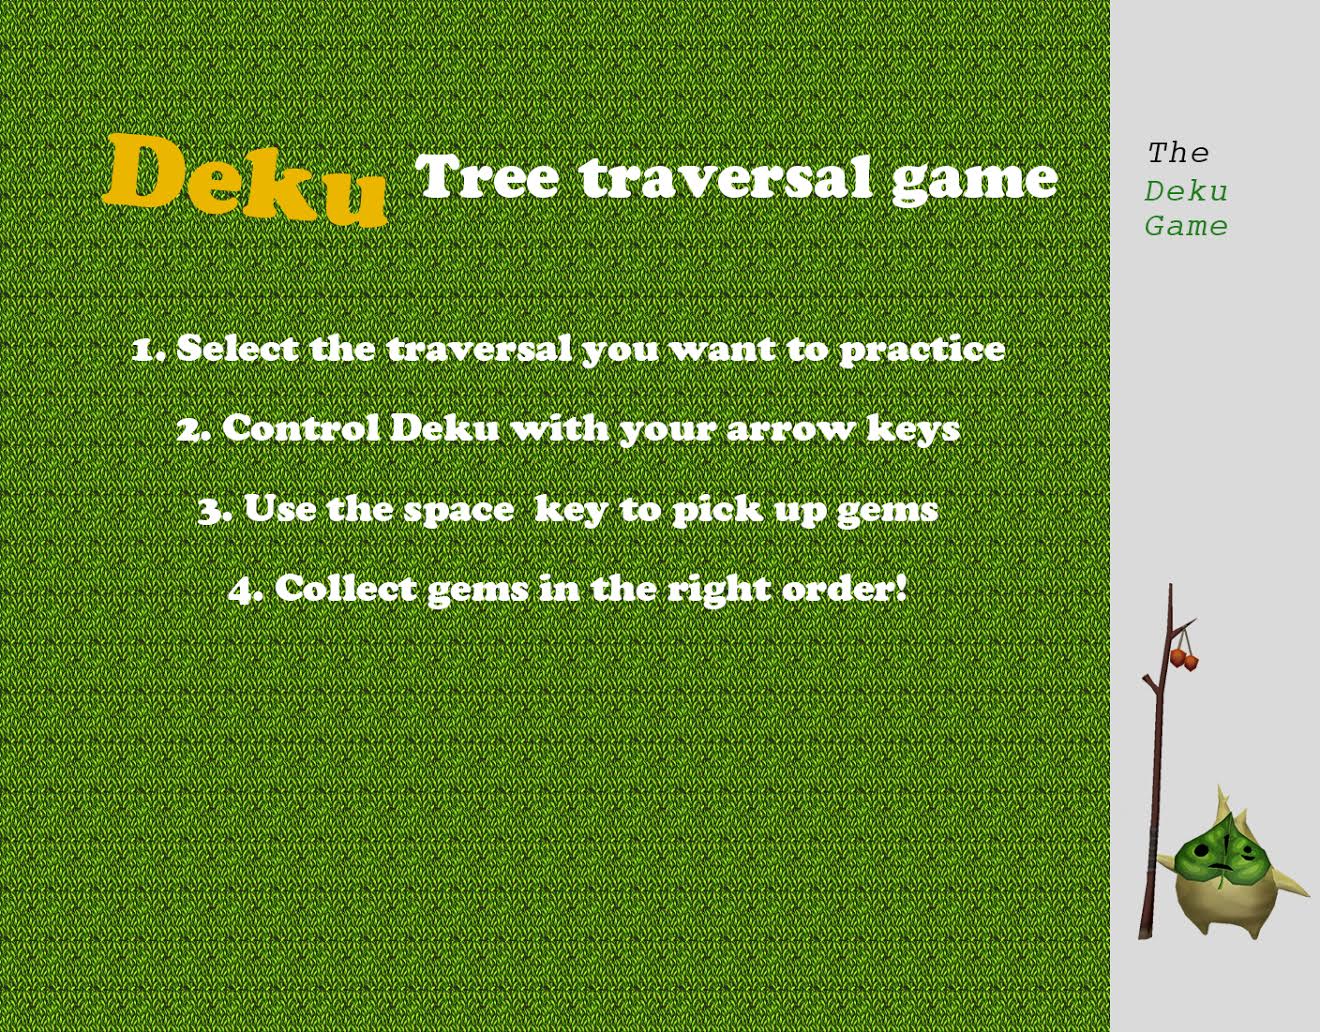 Deku Tree traversal game
1. Select the traversal you want to practice
2. Control Deku with your arrow keys
3. Use the space key to pick up gems
4. Collect gems in the right order!
The
Deku
Game